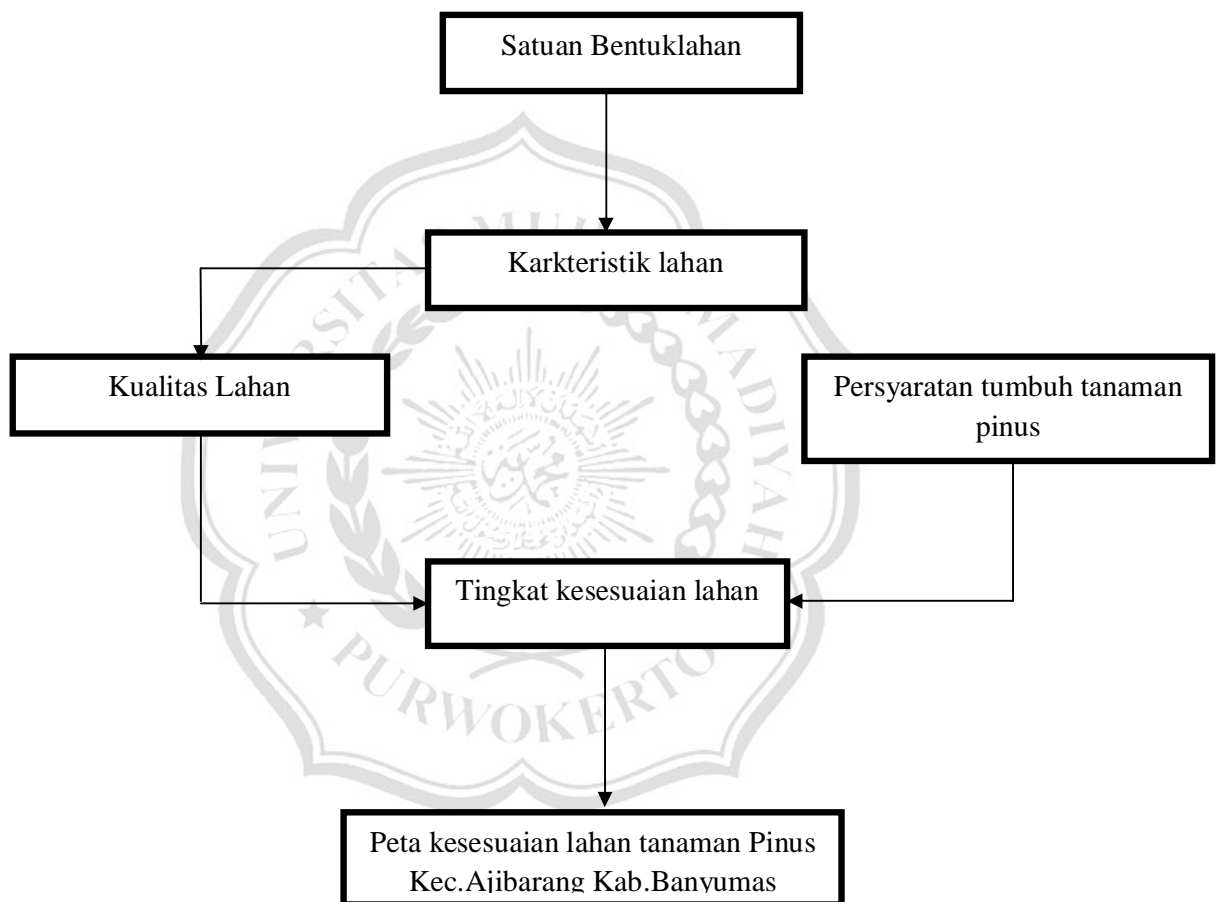 Satuan Bentuklahan
Karkteristik lahan
Kualitas Lahan
Persyaratan tumbuh tanaman
pinus
Tingkat kesesuaian lahan
Peta kesesuaian lahan tanaman Pinus
Kec.Ajibarang Kab.Banyumas
PURWOKERTO